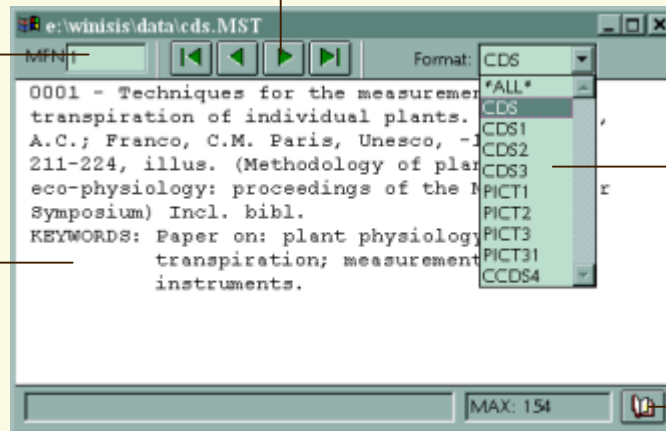 e:\winisis\data\cds.MST
MFN 1 Format: CDS
*ALL*
CDS
CDS1
CDS2
CDS3
PICT1
PICT2
PICT3
PICT31
CCDS4
0001 - Techniques for the measuremen
transpiration of individual plants. ,
A.C.; Franco, C.M. Paris, Unesco, -1
211-224, illus. (Methodology of plan
eco-physiology: proceedings of the M r
Symposium) Incl. bibl.
KEYWORDS: Paper on: plant physiology
transpiration; measurement
instruments.
MAX: 154